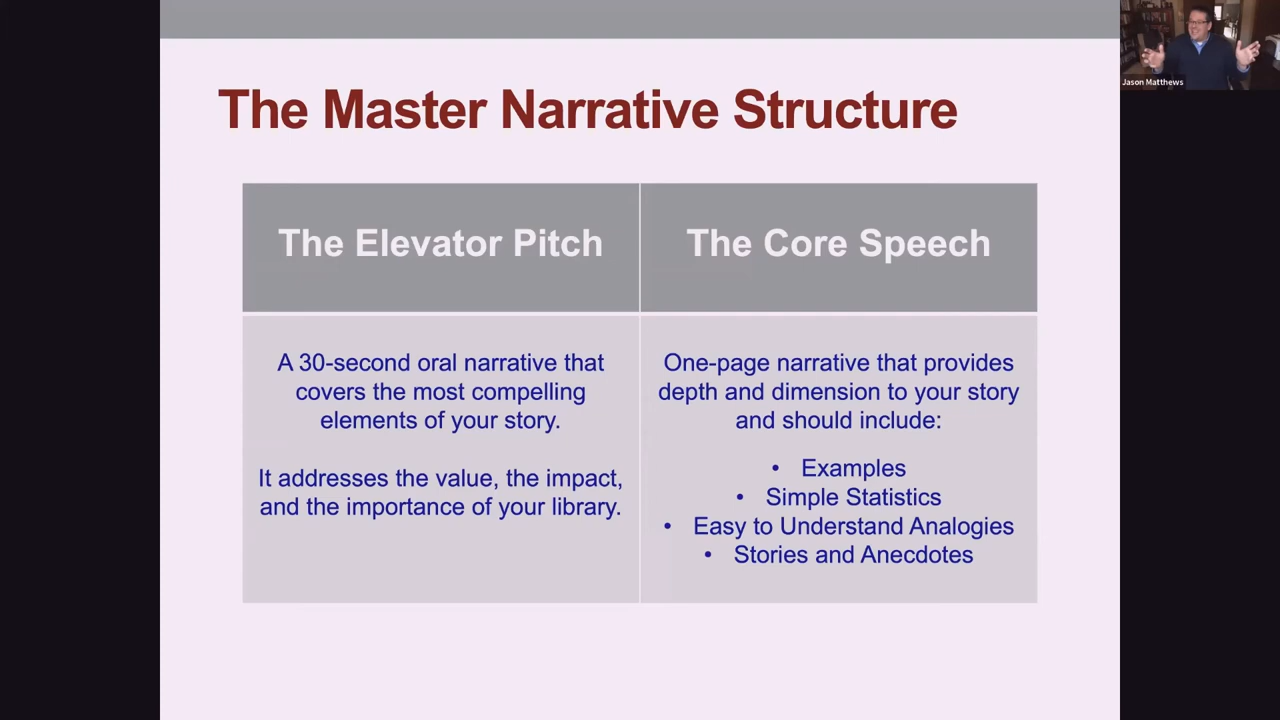 The Master Narrative Structure
The Elevator Pitch
A 30-second oral narrative that
covers the most compelling
elements of your story.
It addresses the value, the impact,
and the importance of your library.
The Core Speech
One-page narrative that provides
depth and dimension to your story
and should include:
• Examples
• Simple Statistics
• Easy to Understand Analogies
• Stories and Anecdotes
Jason Matthews